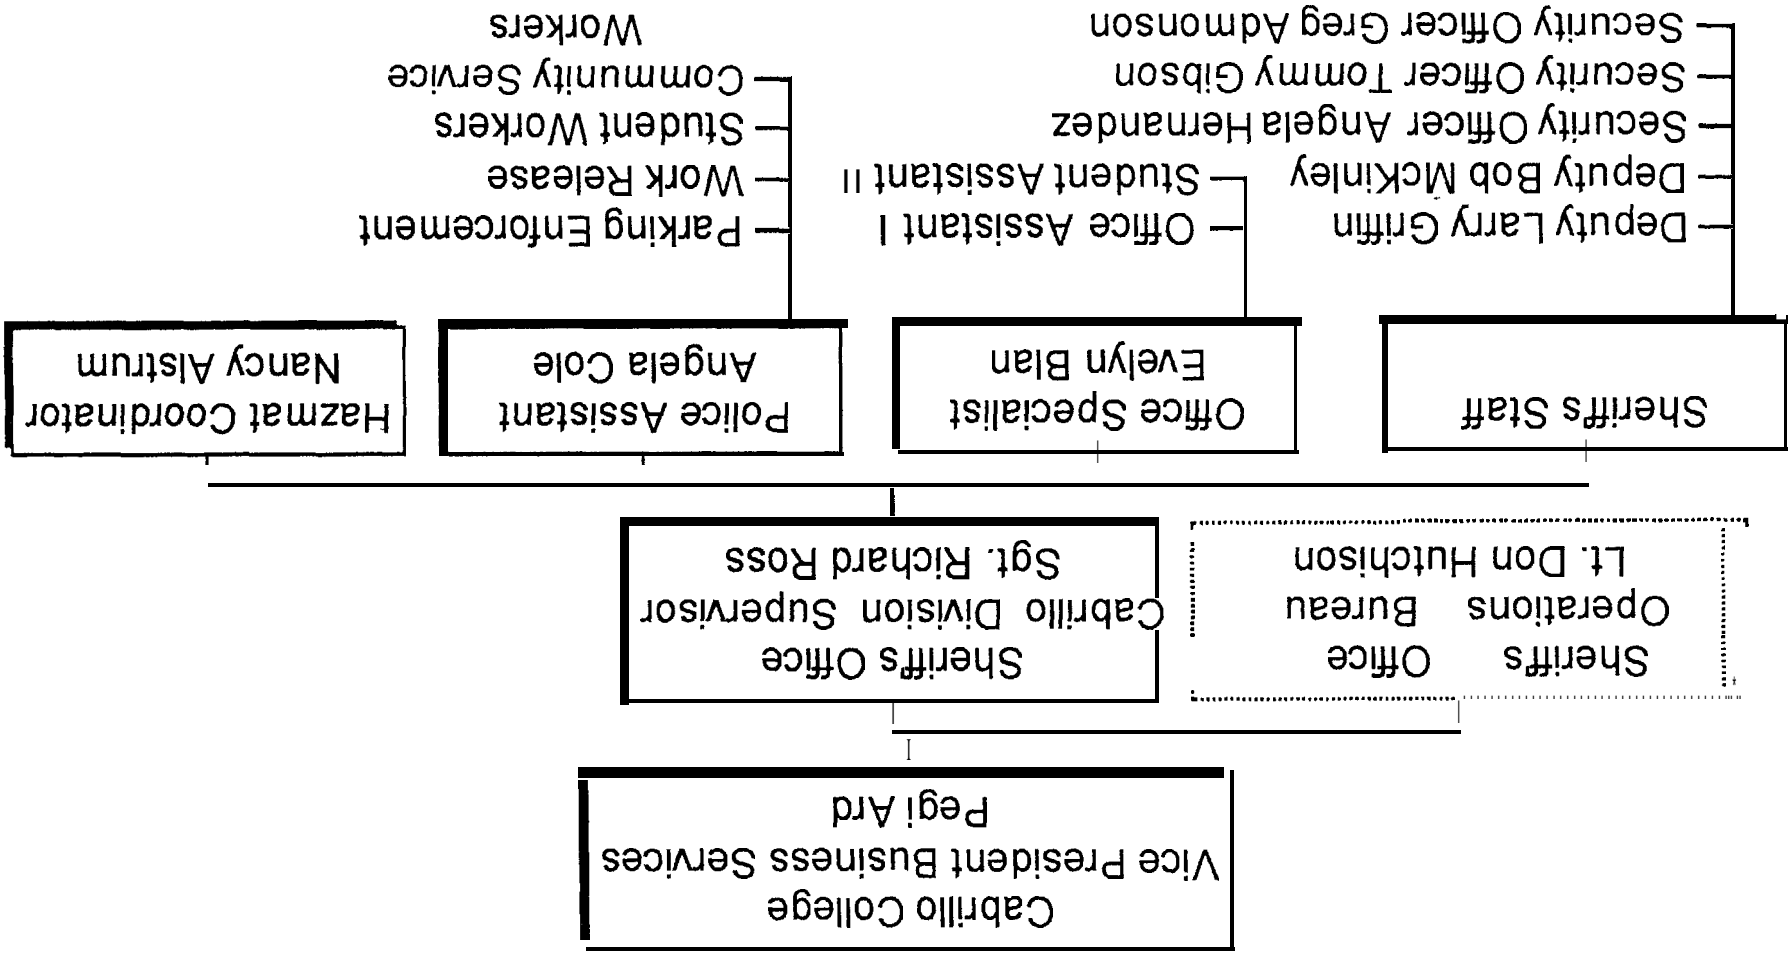 Cabrillo College
Vice President Business Services
Pegi Ard
Sheriff's Office
Operations Bureau
Lt. Don Hutchison
Sheriff's Office
Cabrillo Division Supervisor
Sgt. Richard Ross
Sheriff's Staff
Deputy Larry Griffin
Deputy Bob McKinley
Security Officer Angela Hernandez
Security Officer Tommy Gibson
Security Officer Greg Admonson
Office Specialist
Evelyn Blan
Office Assistant I
Student Assistant II
Police Assistant
Angela Cole
Parking Enforcement
Work Release
Student Workers
Community Service
Workers
Hazmat Coordinator
Nancy Alstrum